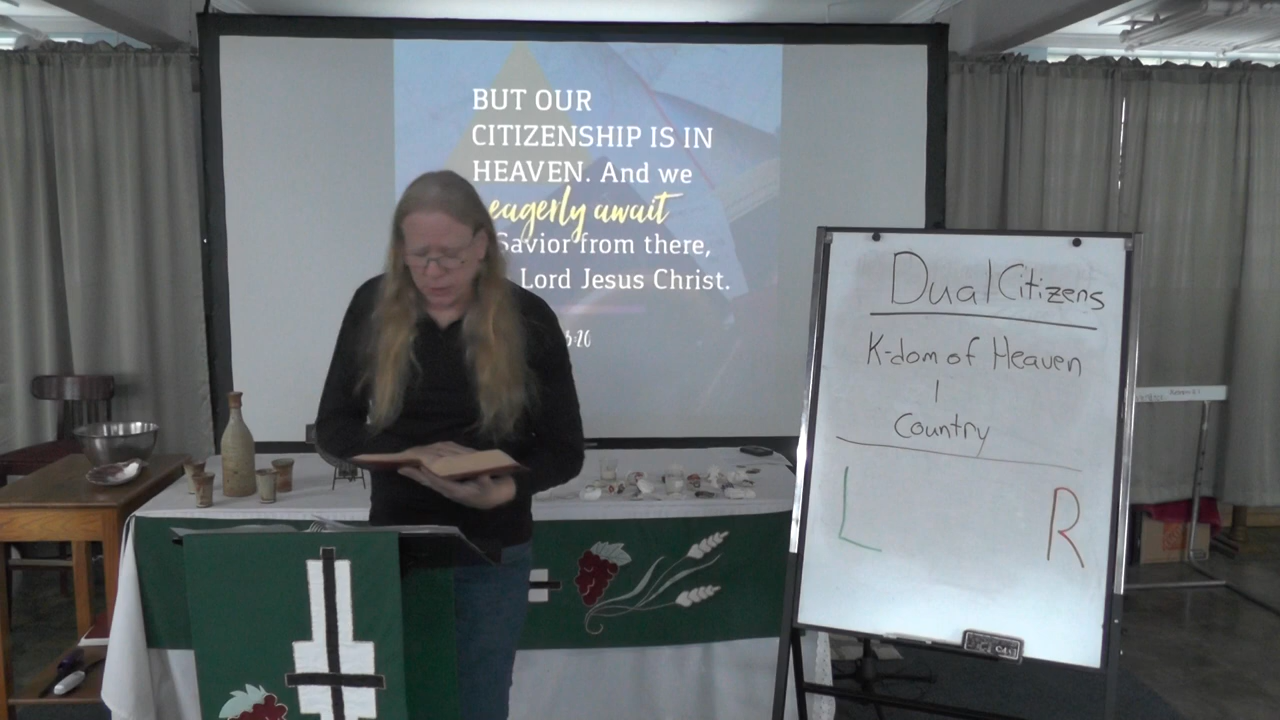 BUT OUR
CITIZENSHIP IS IN
HEAVEN. And we
eagerly await
Savior from there,
Lord Jesus Christ.
:20
Dual Citizens
K-dom of Heaven
Country
L
R